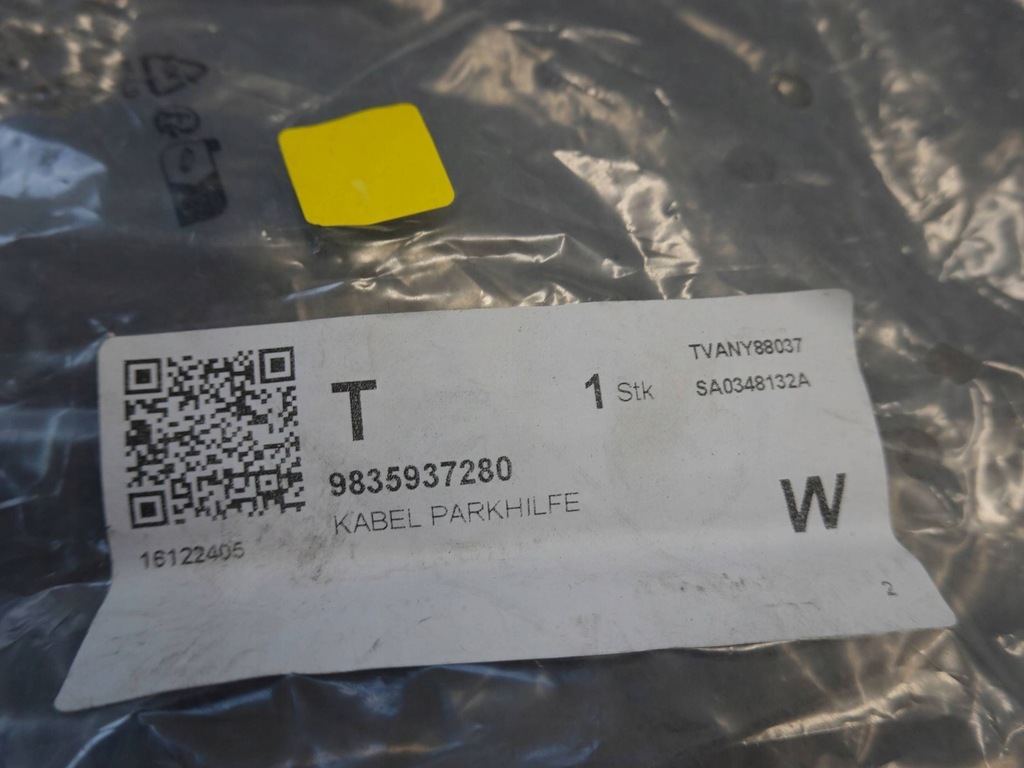 T
1 Stk
TVANY88037
SA0348132A
9835937280
KABEL PARKHILFE
W
16122405
2